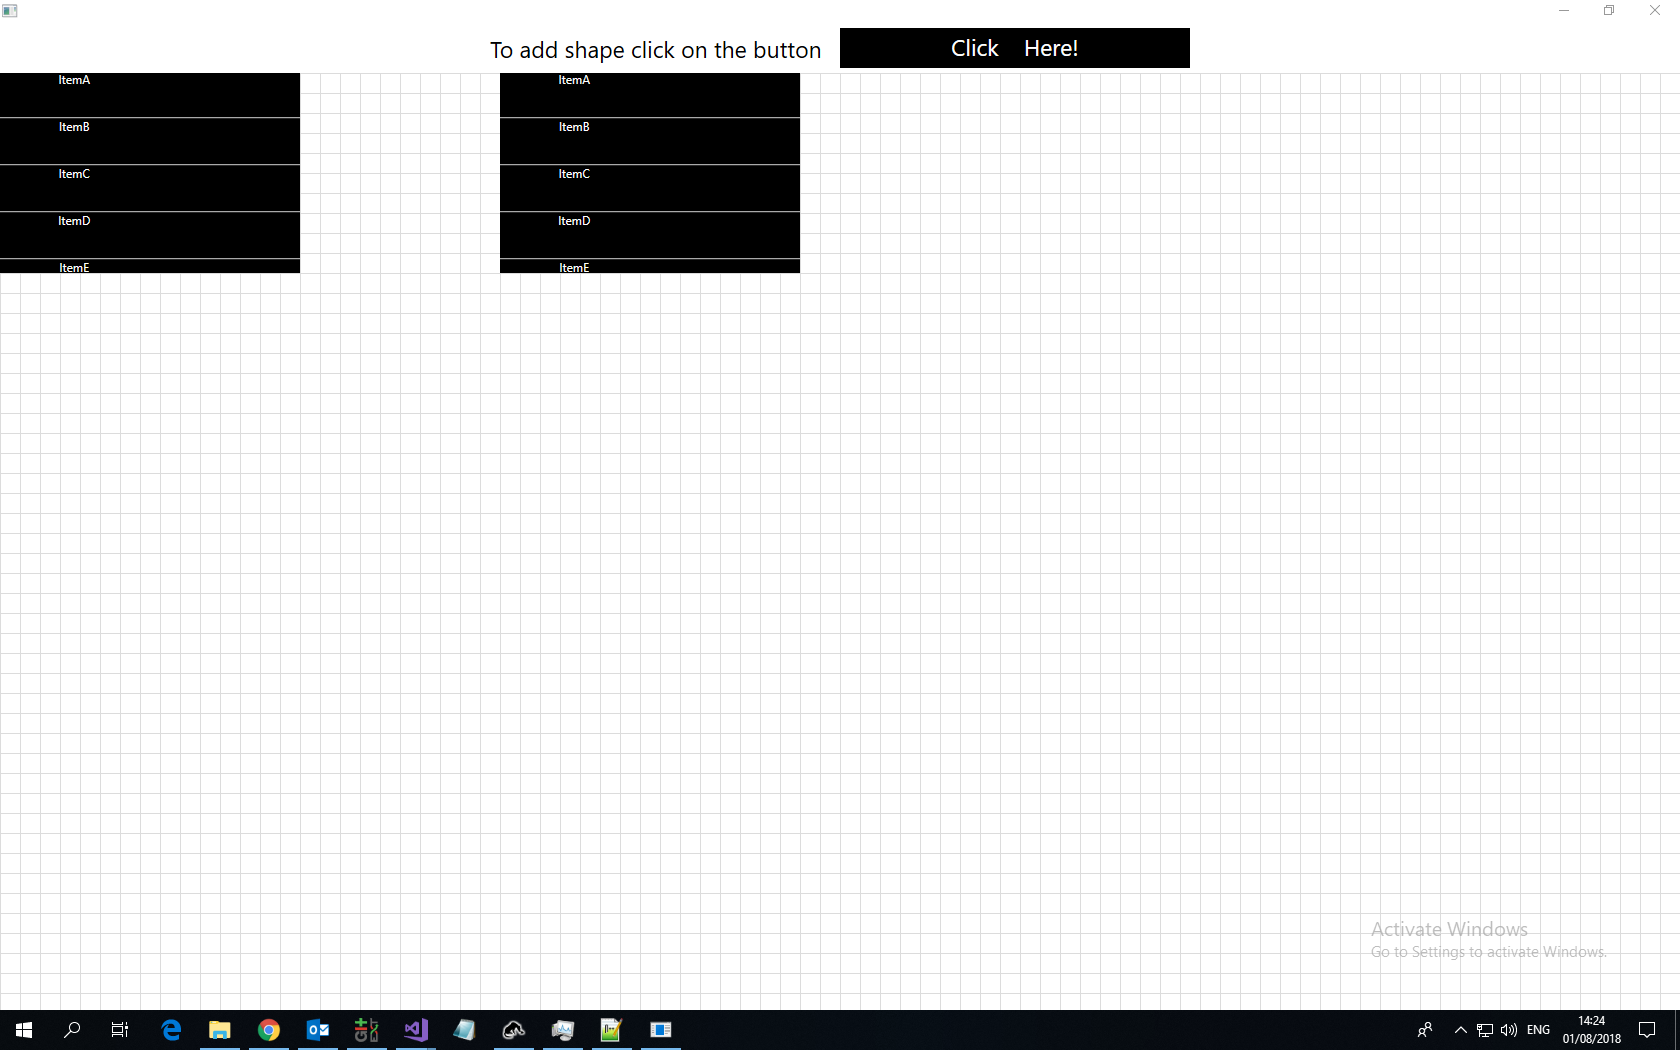 To add shape click on the button
Click Here!
ItemA
ItemB
ItemC
ItemD
ItemE
ItemA
ItemB
ItemC
ItemD
ItemE
Activate Windows
Go to Settings to activate Windows.
ENG
14:24
01/08/2018